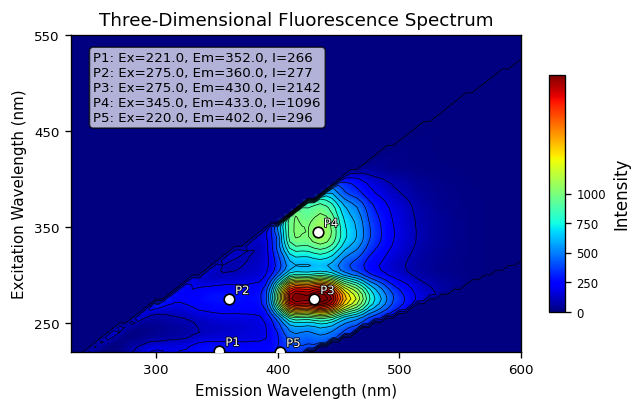 Three-Dimensional Fluorescence Spectrum
550
450
350
250
Excitation Wavelength (nm)
P1: Ex=221.0, Em=352.0, I=266
P2: Ex=275.0, Em=360.0, I=277
P3: Ex=275.0, Em=430.0, I=2142
P4: Ex=345.0, Em=433.0, I=1096
P5: Ex=220.0, Em=402.0, I=296
P4
P2
P3
P1
P5
300
400
500
600
Emission Wavelength (nm)
1000
750
500
250
0
Intensity